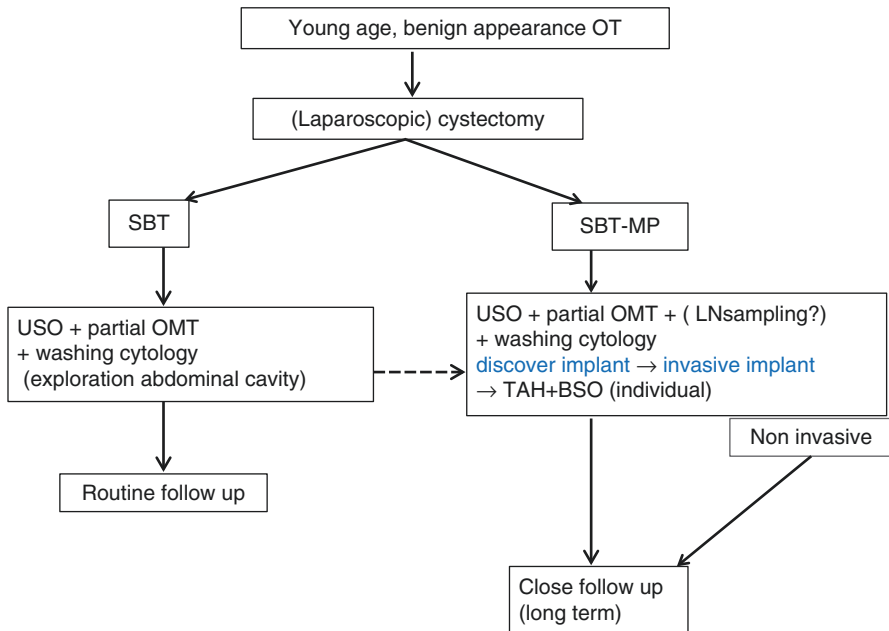 Young age, benign appearance OT
(Laparoscopic) cystectomy
SBT
SBT-MP
USO + partial OMT
+ washing cytology
(exploration abdominal cavity)
USO + partial OMT + ( LNsampling?)
+ washing cytology
discover implant → invasive implant
→ TAH+BSO (individual)
Non invasive
Routine follow up
Close follow up
(long term)